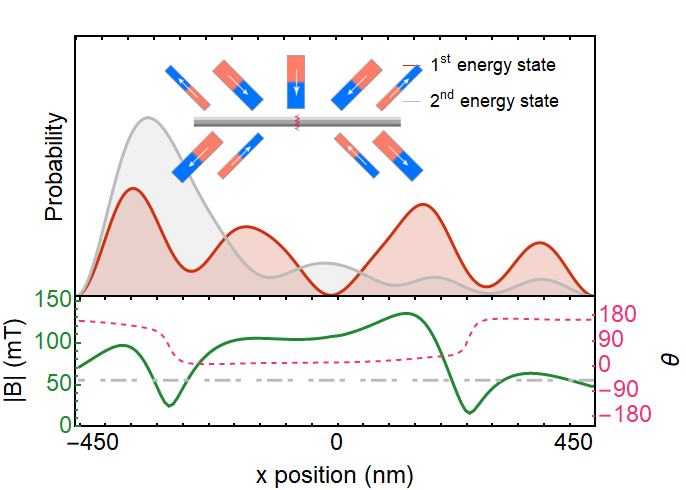 1st energy state
2nd energy state
Probability
150
100
50
0
|B| (mT)
180
90
0
−90
−180
θ
−450
0
450
x position (nm)